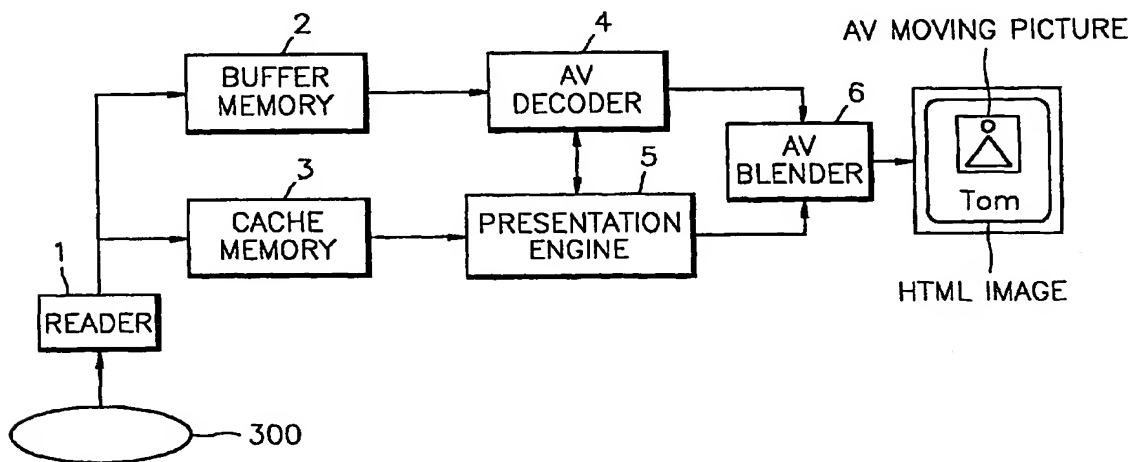 AV MOVING PICTURE
2
BUFFER
MEMORY
4
AV
DECODER
6
AV
BLENDER
Tom
3
CACHE
MEMORY
5
PRESENTATION
ENGINE
HTML IMAGE
1
READER
300